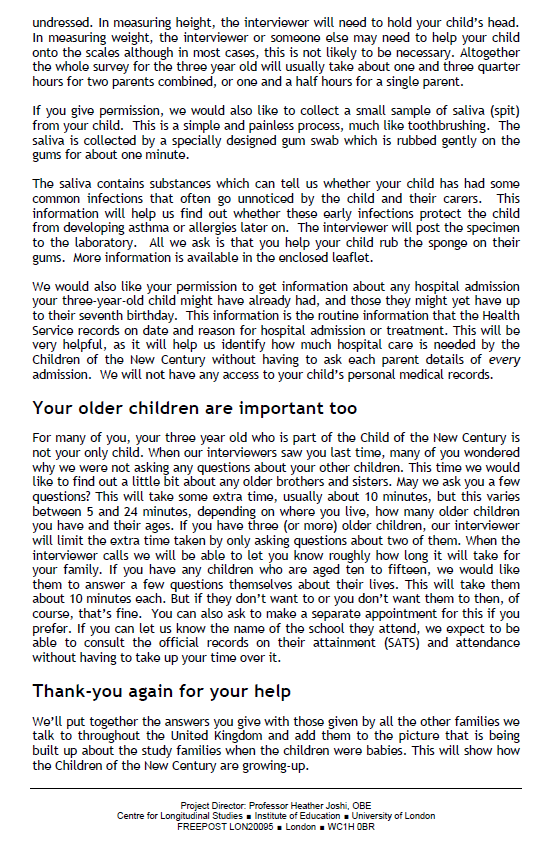 undressed. In measuring height, the interviewer will need to hold your child's head.
In measuring weight, the interviewer or someone else may need to help your child
onto the scales although in most cases, this is not likely to be necessary. Altogether
the whole survey for the three year old will usually take about one and three quarter
hours for two parents combined, or one and a half hours for a single parent.
If you give permission, we would also like to collect a small sample of saliva (spit)
from your child. This is a simple and painless process, much like toothbrushing. The
saliva is collected by a specially designed gum swab which is rubbed gently on the
gums for about one minute.
The saliva contains substances which can tell us whether your child has had some
common infections that often go unnoticed by the child and their carers. This
information will help us find out whether these early infections protect the child
from developing asthma or allergies later on. The interviewer will post the specimen
to the laboratory. All we ask is that you help your child rub the sponge on their
gums. More information is available in the enclosed leaflet.
We would also like your permission to get information about any hospital admission
your three-year-old child might have already had, and those they might yet have up
to their seventh birthday. This information is the routine information that the Health
Service records on date and reason for hospital admission or treatment. This will be
very helpful, as it will help us identify how much hospital care is needed by the
Children of the New Century without having to ask each parent details of every
admission. We will not have any access to your child's personal medical records.
Your older children are important too
For many of you, your three year old who is part of the Child of the New Century is
not your only child. When our interviewers saw you last time, many of you wondered
why we were not asking any questions about your other children. This time we would
like to find out a little bit about any older brothers and sisters. May we ask you a few
questions? This will take some extra time, usually about 10 minutes, but this varies
between 5 and 24 minutes, depending on where you live, how many older children
you have and their ages. If you have three (or more) older children, our interviewer
will limit the extra time taken by only asking questions about two of them. When the
interviewer calls we will be able to let you know roughly how long it will take for
your family. If you have any children who are aged ten to fifteen, we would like
them to answer a few questions themselves about their lives. This will take them
about 10 minutes each. But if they don't want to or you don't want them to then, of
course, that's fine. You can also ask to make a separate appointment for this if you
prefer. If you can let us know the name of the school they attend, we expect to be
able to consult the official records on their attainment (SATS) and attendance
without having to take up your time over it.
Thank-you again for your help
We'll put together the answers you give with those given by all the other families we
talk to throughout the United Kingdom and add them to the picture that is being
built up about the study families when the children were babies. This will show how
the Children of the New Century are growing-up.
Project Director: Professor Heather Joshi, OBE
Centre for Longitudinal Studies ■ Institute of Education ■ University of London
FREEPOST LON20095 ■ London ■ WC1H 0BR